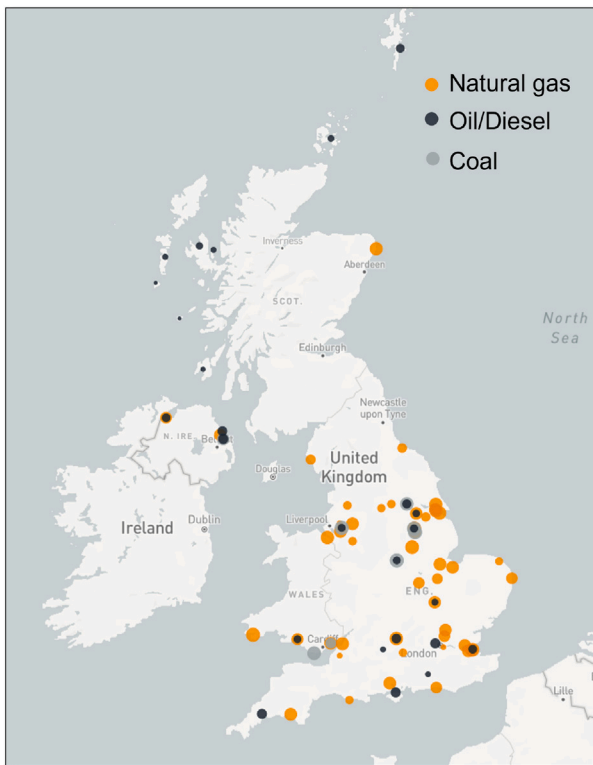 Natural gas
Oil/Diesel
Coal
Inverness
Aberdeen
SCOT.
North
Sea
Edinburgh
Newcastle
upon Tyne
N. IRE.
Douglas
United
Kingdom
Ireland
Dublin
Liverpool
WALES
ENG.
Cardiff
London
Lille